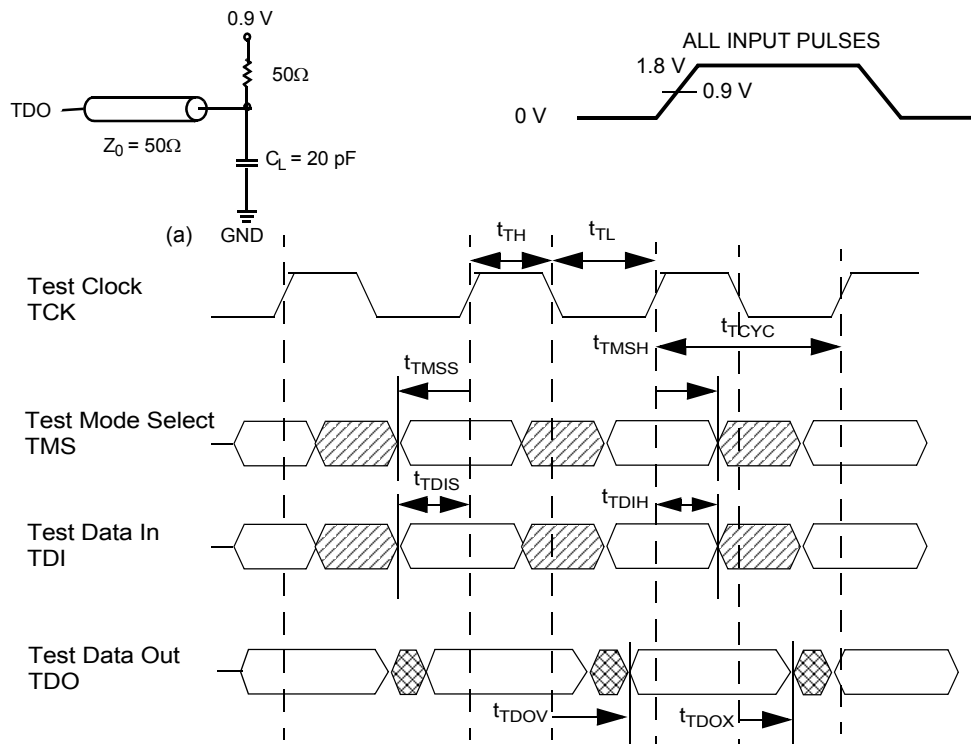 0.9 V
50Ω
TDO
Z0 = 50Ω
CL = 20 pF
(a) GND
ALL INPUT PULSES
1.8 V
0.9 V
0 V
tTH
tTL
Test Clock
TCK
tTCYC
tTMSH
tTMSS
Test Mode Select
TMS
tTDIS
tTDIH
Test Data In
TDI
Test Data Out
TDO
tTDOV
tTDOX